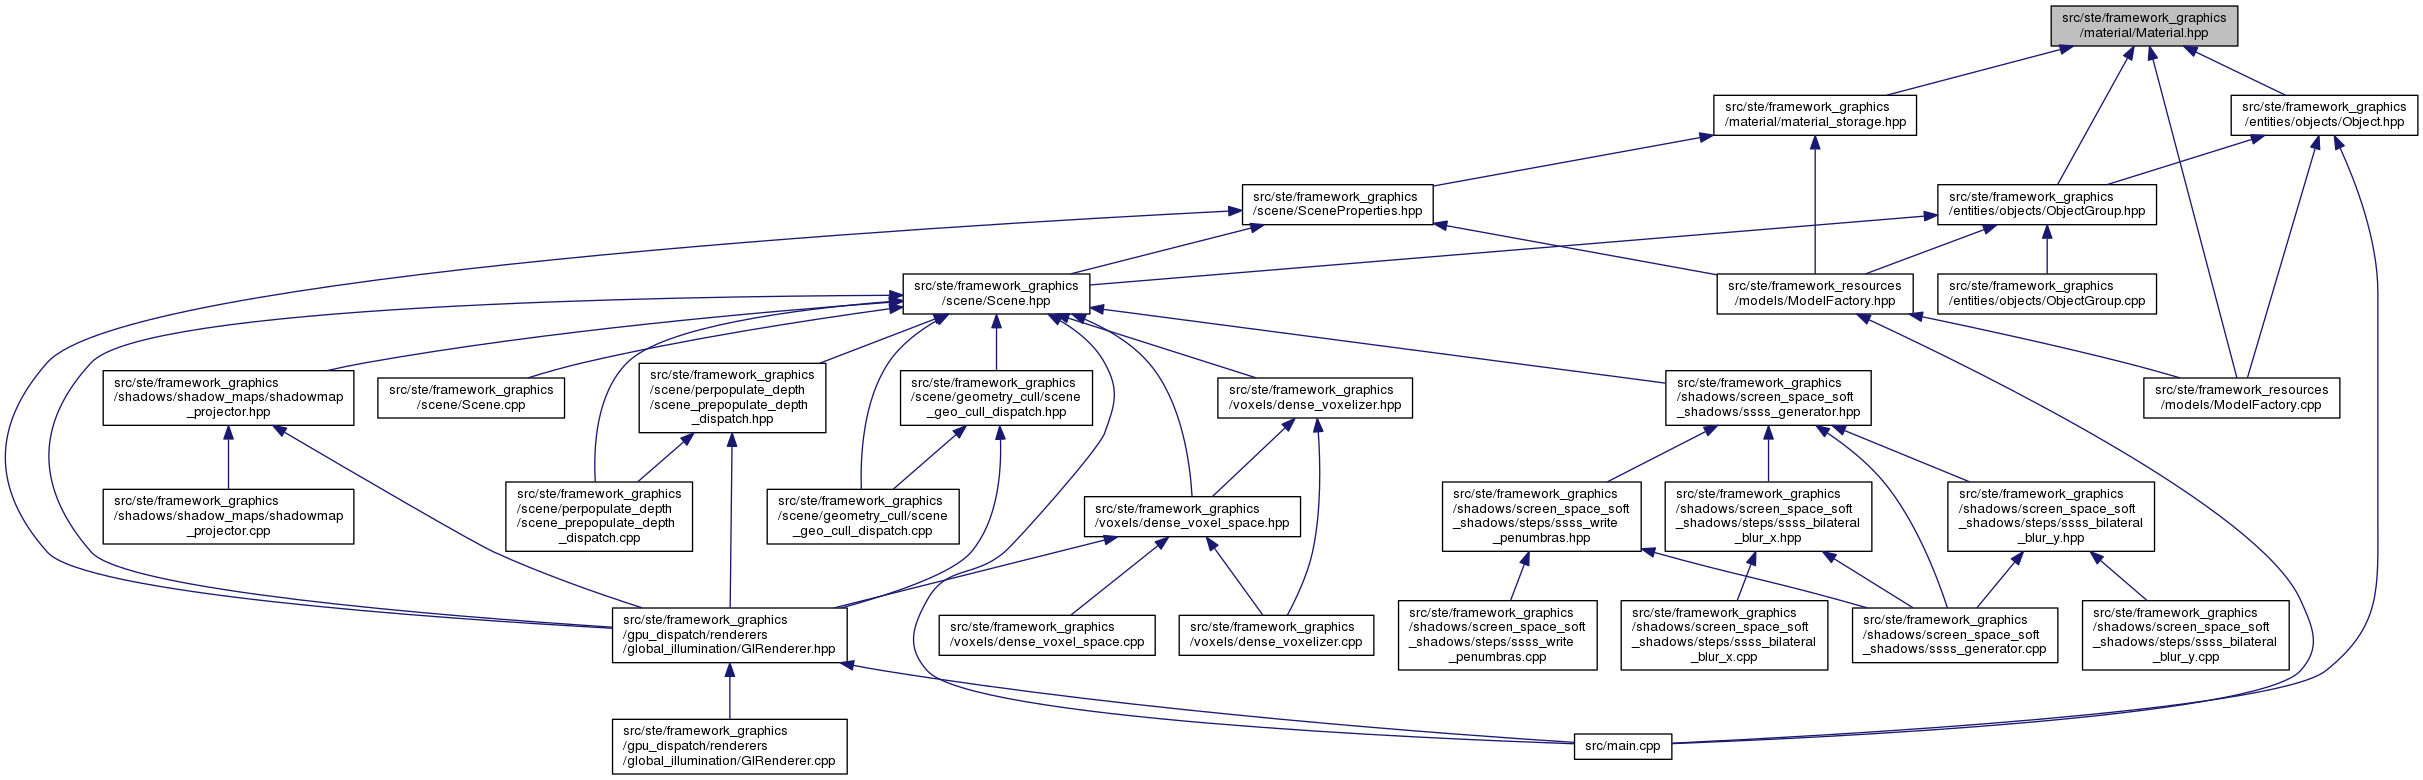 src/ste/framework_graphics
/material/Material.hpp
src/ste/framework_graphics
/material/material_storage.hpp
src/ste/framework_graphics
/entities/objects/Object.hpp
src/ste/framework_graphics
/scene/SceneProperties.hpp
src/ste/framework_graphics
/entities/objects/ObjectGroup.hpp
src/ste/framework_graphics
/scene/Scene.hpp
src/ste/framework_resources
/models/ModelFactory.hpp
src/ste/framework_graphics
/entities/objects/ObjectGroup.cpp
src/ste/framework_graphics
/shadows/shadow_maps/shadowmap
_projector.hpp
src/ste/framework_graphics
/scene/Scene.cpp
src/ste/framework_graphics
/scene/perpopulate_depth
/scene_prepopulate_depth
_dispatch.hpp
src/ste/framework_graphics
/scene/geometry_cull/scene
_geo_cull_dispatch.hpp
src/ste/framework_graphics
/voxels/dense_voxelizer.hpp
src/ste/framework_graphics
/shadows/screen_space_soft
_shadows/ssss_generator.hpp
src/ste/framework_resources
/models/ModelFactory.cpp
src/ste/framework_graphics
/shadows/shadow_maps/shadowmap
_projector.cpp
src/ste/framework_graphics
/scene/perpopulate_depth
/scene_prepopulate_depth
_dispatch.cpp
src/ste/framework_graphics
/scene/geometry_cull/scene
_geo_cull_dispatch.cpp
src/ste/framework_graphics
/voxels/dense_voxel_space.hpp
src/ste/framework_graphics
/shadows/screen_space_soft
_shadows/steps/ssss_write
_penumbras.hpp
src/ste/framework_graphics
/shadows/screen_space_soft
_shadows/steps/ssss_bilateral
_blur_x.hpp
src/ste/framework_graphics
/shadows/screen_space_soft
_shadows/steps/ssss_bilateral
_blur_y.hpp
src/ste/framework_graphics
/gpu_dispatch/renderers
/global_illumination/GIRenderer.hpp
src/ste/framework_graphics
/voxels/dense_voxel_space.cpp
src/ste/framework_graphics
/voxels/dense_voxelizer.cpp
src/ste/framework_graphics
/shadows/screen_space_soft
_shadows/steps/ssss_write
_penumbras.cpp
src/ste/framework_graphics
/shadows/screen_space_soft
_shadows/steps/ssss_bilateral
_blur_x.cpp
src/ste/framework_graphics
/shadows/screen_space_soft
_shadows/ssss_generator.cpp
src/ste/framework_graphics
/shadows/screen_space_soft
_shadows/steps/ssss_bilateral
_blur_y.cpp
src/ste/framework_graphics
/gpu_dispatch/renderers
/global_illumination/GIRenderer.cpp
src/main.cpp